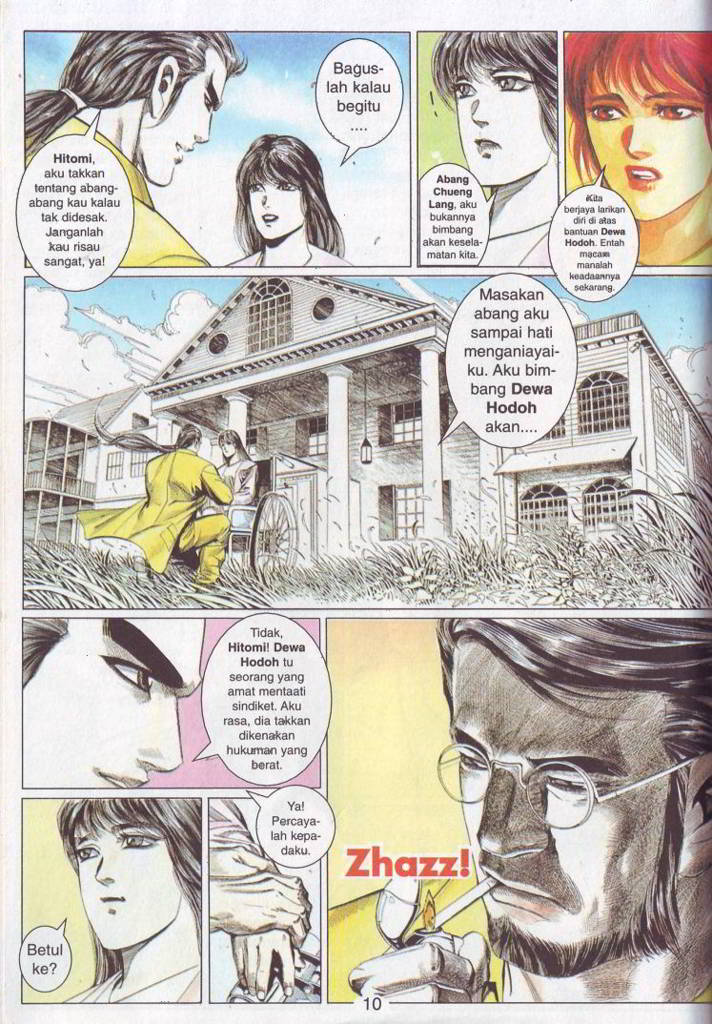 Hitomi,
aku takkan
tentang abang-
abang kau kalau
tak didesak.
Janganlah
kau risau
sangat, ya!
Bagus-
lah kalau
begitu
....
Abang
Chueng
Lang, aku
bukannya
bimbang
akan kesela-
matan kita.
Kita
berjaya larikan
diri di atas
bantuan Dewa
Hodoh. Entah
macam
manalah
keadaannya
sekarang.
Masakan
abang aku
sampai hati
menganiayai-
ku. Aku bim-
bang Dewa
Hodoh
akan....
Tidak,
Hitomi! Dewa
Hodoh tu
seorang yang
amat mentaati
sindiket. Aku
rasa, dia takkan
dikenakan
hukuman yang
berat.
Betul
ke?
Ya!
Percaya-
lah kepa-
daku.
Zhazz!
10